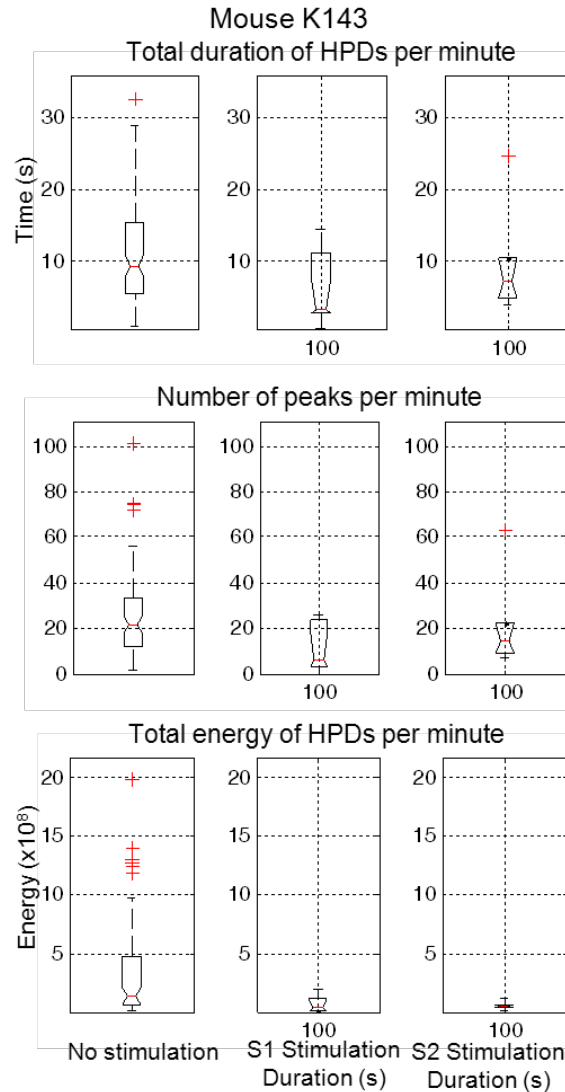 Mouse K143
Total duration of HPDs per minute
Time (s)
30 30 30
20 20 20
10 10 10
100 100
Number of peaks per minute
100 100 100
80 80 80
60 60 60
40 40 40
20 20 20
0 0 0
100 100
Total energy of HPDs per minute
Energy (x10⁸)
20 20 20
15 15 15
10 10 10
5 5 5
100 100
No stimulation S1 Stimulation S2 Stimulation
Duration (s) Duration (s)